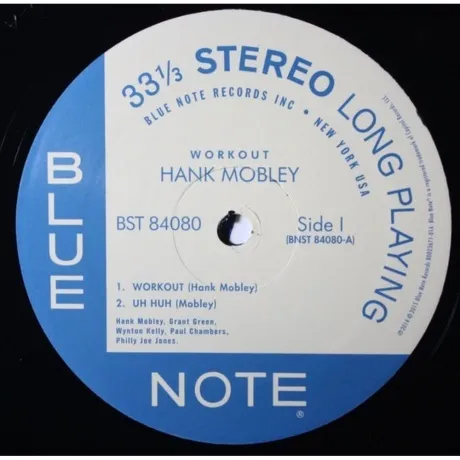 33⅓ STEREO LONG PLAYING
BLUE NOTE RECORDS INC • NEW YORK USA
WORKOUT
HANK MOBLEY
BST 84080
Side I
(BNST 84080-A)
1. WORKOUT (Hank Mobley)
2. UH HUH (Mobley)
Hank Mobley, Grant Green,
Wynton Kelly, Paul Chambers,
Philly Joe Jones.
BLUE
NOTE
®